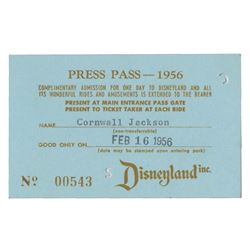 PRESS PASS — 1956
COMPLIMENTARY ADMISSION FOR ONE DAY TO DISNEYLAND AND ALL
ITS WONDERFUL RIDES AND AMUSEMENTS IS EXTENDED TO THE BEARER
PRESENT AT MAIN ENTRANCE PASS GATE
PRESENT TO TICKET TAKER AT EACH RIDE
NAME Cornwall Jackson
(non-transferrable)
GOOD ONLY ON FEB 16 1956
(date may be stamped upon entering park)
Nº 00543 Disneyland inc.